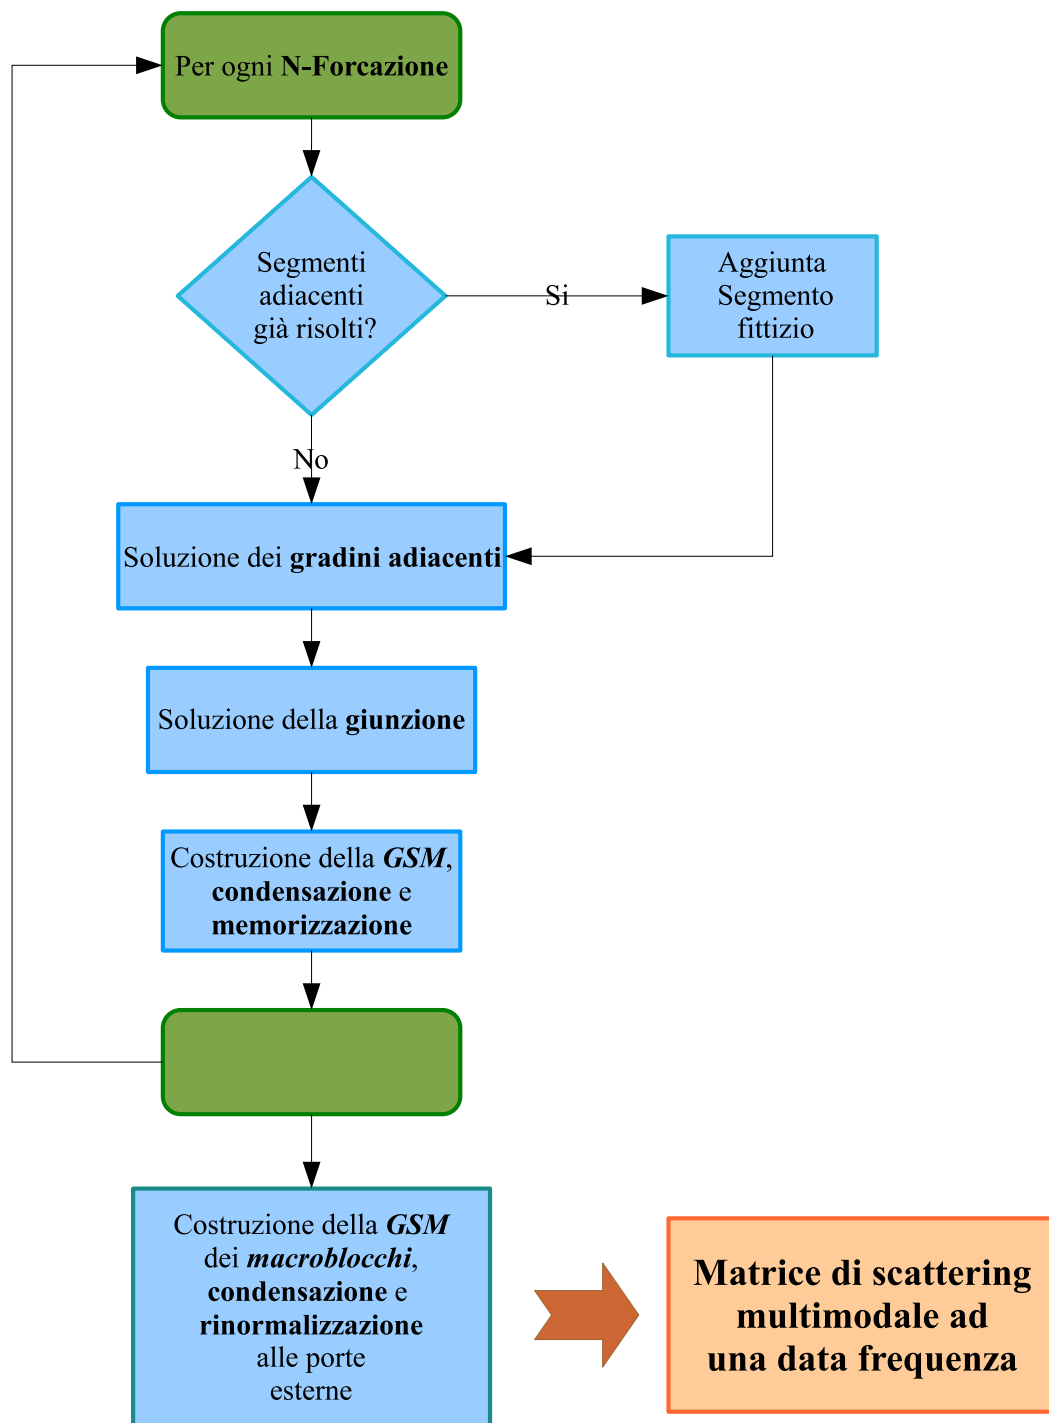 Per ogni N-Forcazione
Segmenti
adiacenti
già risolti?
Si
Aggiunta
Segmento
fittizio
No
Soluzione dei gradini adiacenti
Soluzione della giunzione
Costruzione della GSM,
condensazione e
memorizzazione
Costruzione della GSM
dei macroblocchi,
condensazione e
rinormalizzazione
alle porte
esterne
Matrice di scattering
multimodale ad
una data frequenza